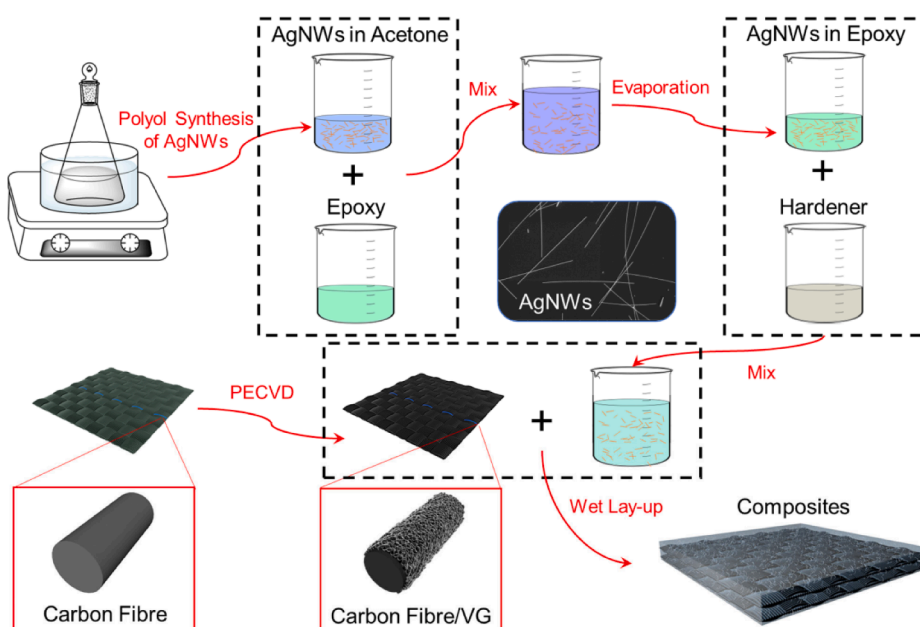 AgNWs in Acetone
AgNWs in Epoxy
Mix
Evaporation
Polyol Synthesis
of AgNWs
+
+
Epoxy
Hardener
AgNWs
Mix
PECVD
+
Wet Lay-up
Composites
Carbon Fibre
Carbon Fibre/VG